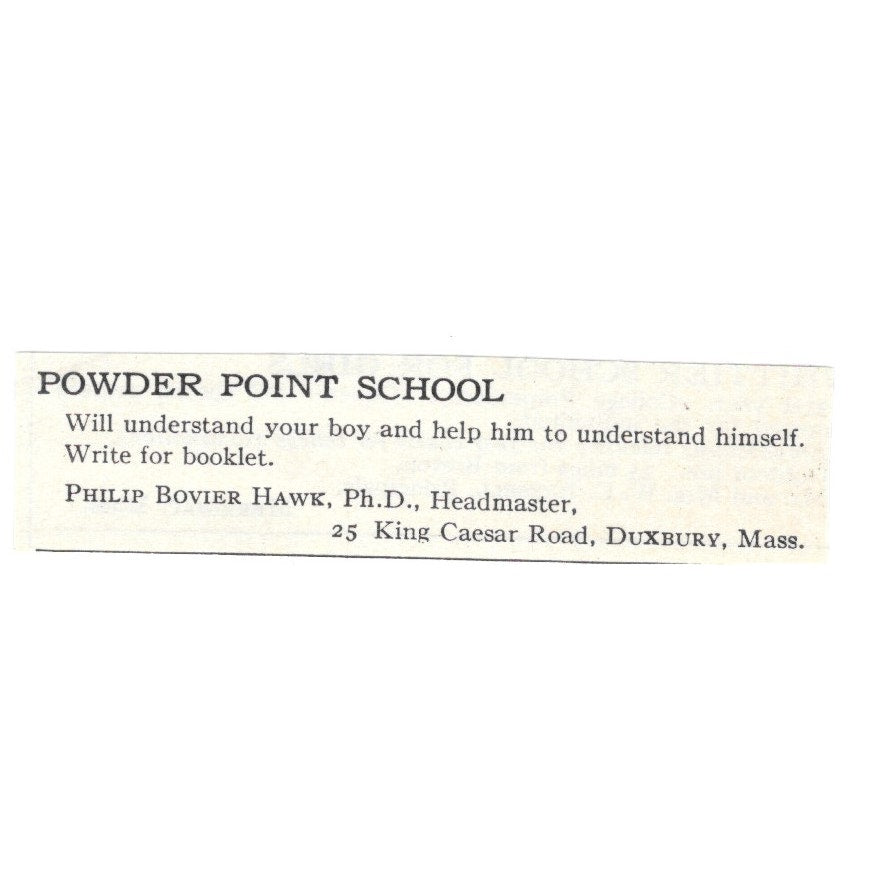 POWDER POINT SCHOOL
Will understand your boy and help him to understand himself.
Write for booklet.
PHILIP BOVIER HAWK, Ph.D., Headmaster,
25 King Caesar Road, DUXBURY, Mass.